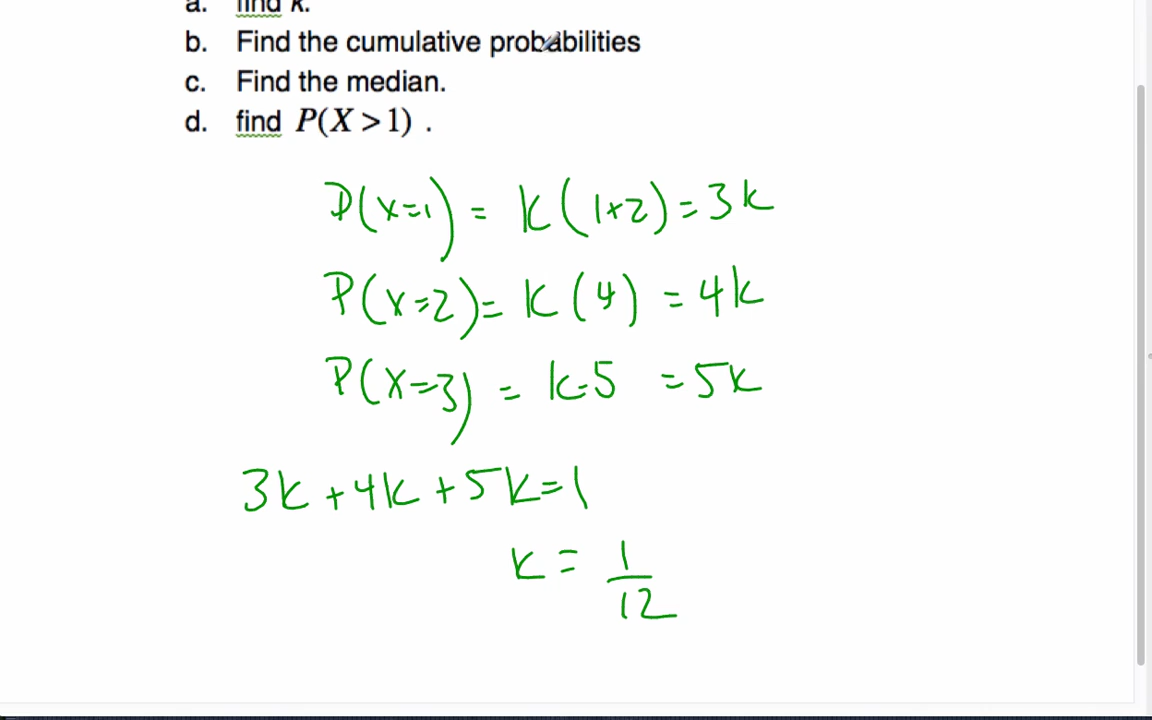 a. find k.
b. Find the cumulative probabilities
c. Find the median.
d. find P(X > 1) .
P(x=1) = k(1+2) = 3k
P(x=2) = k(4) = 4k
P(x=3) = k·5 = 5k
3k + 4k + 5k = 1
k = 1/12